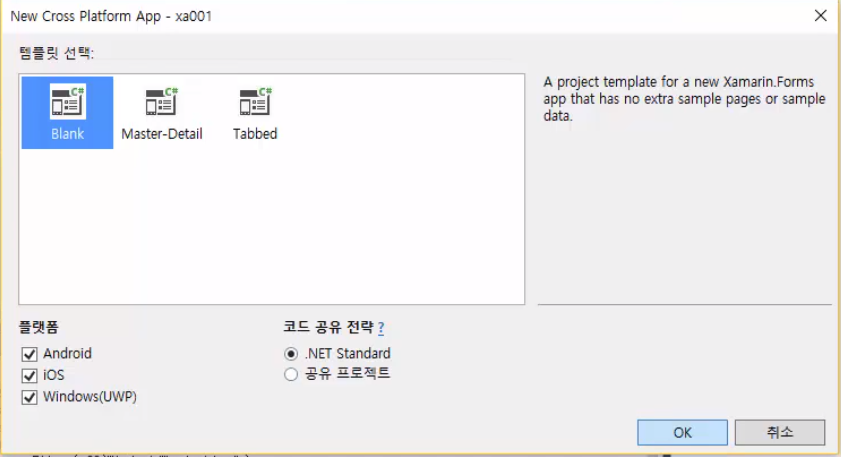 New Cross Platform App - xa001
템플릿 선택:
Blank
Master-Detail
Tabbed
A project template for a new Xamarin.Forms
app that has no extra sample pages or sample
data.
플랫폼
Android
iOS
Windows(UWP)
코드 공유 전략 ?
.NET Standard
공유 프로젝트
OK
취소